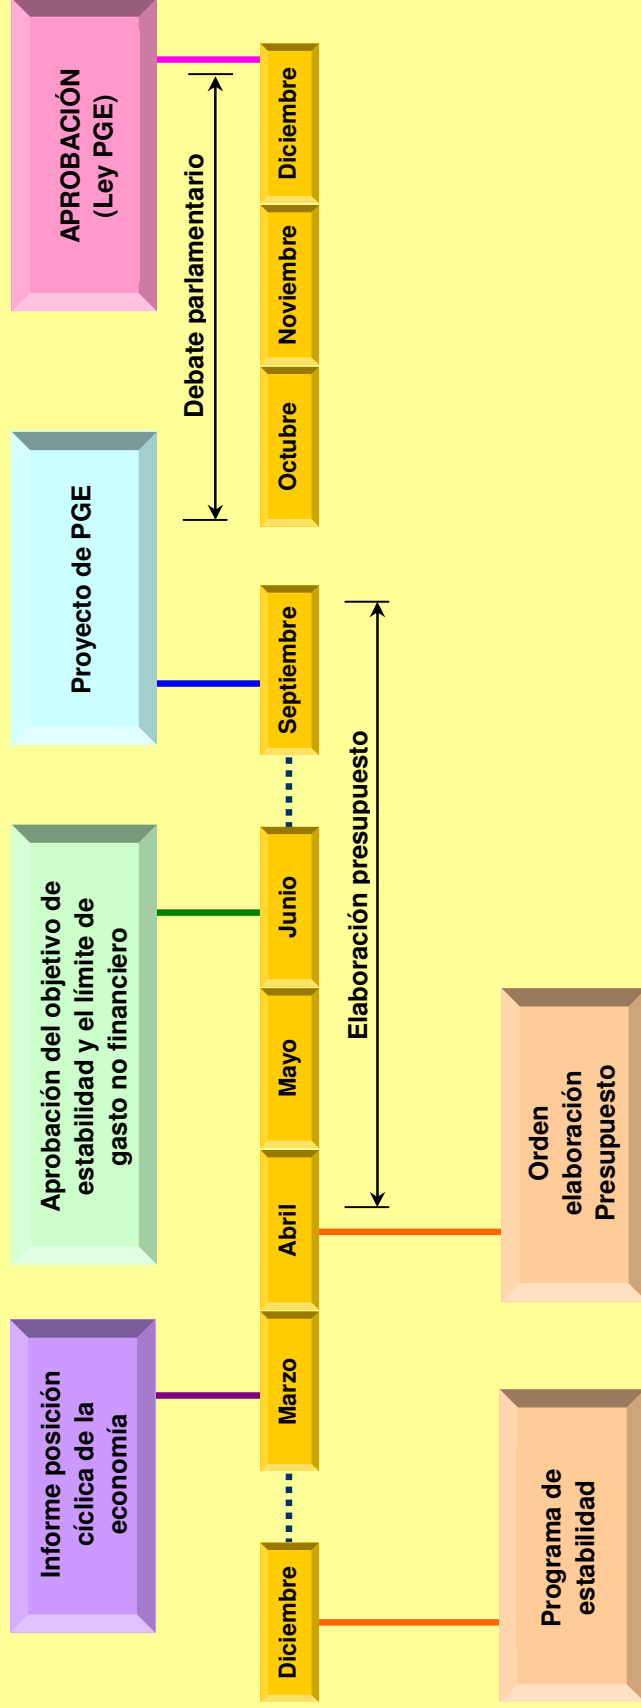 Informe posición
cíclica de la
economía
Aprobación del objetivo de
estabilidad y el límite de
gasto no financiero
Proyecto de PGE
APROBACIÓN
(Ley PGE)
Debate parlamentario
Diciembre
Marzo
Abril
Mayo
Junio
Septiembre
Octubre
Noviembre
Diciembre
Elaboración presupuesto
Programa de
estabilidad
Orden
elaboración
Presupuesto